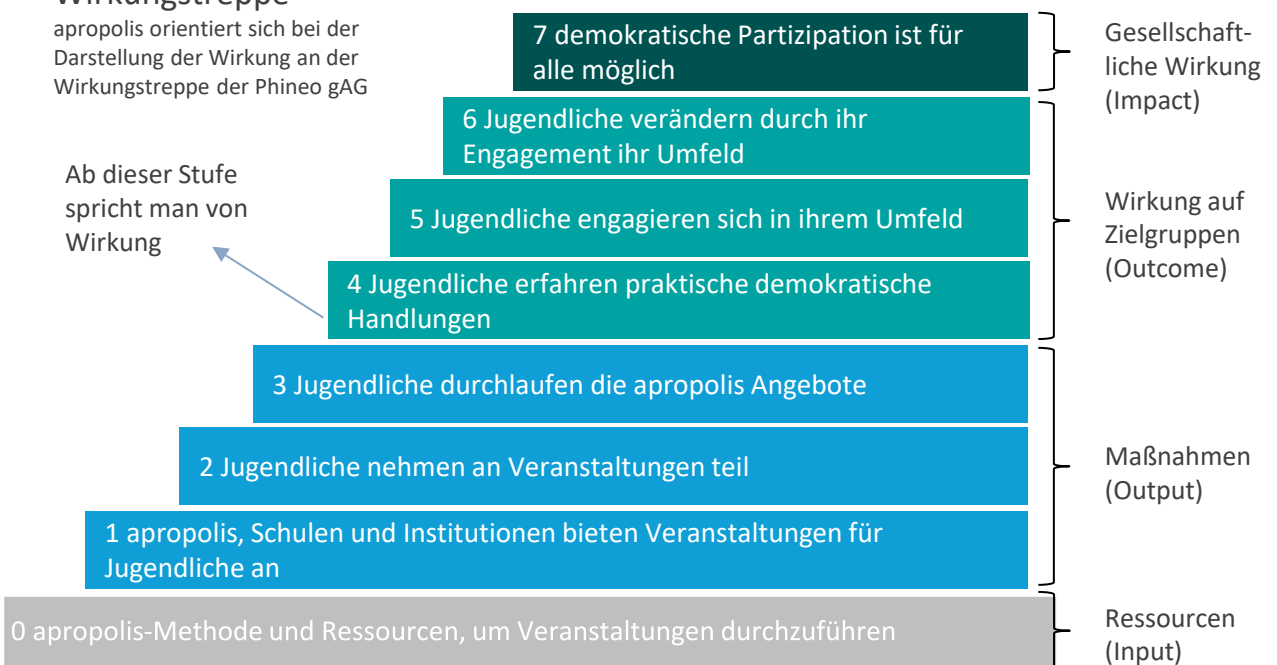 Wirkungstreppe
apropolis orientiert sich bei der
Darstellung der Wirkung an der
Wirkungstreppe der Phineo gAG
7 demokratische Partizipation ist für
alle möglich
Gesellschaft-
liche Wirkung
(Impact)
6 Jugendliche verändern durch ihr
Engagement ihr Umfeld
Ab dieser Stufe
spricht man von
Wirkung
5 Jugendliche engagieren sich in ihrem Umfeld
Wirkung auf
Zielgruppen
(Outcome)
4 Jugendliche erfahren praktische demokratische
Handlungen
3 Jugendliche durchlaufen die apropolis Angebote
2 Jugendliche nehmen an Veranstaltungen teil
Maßnahmen
(Output)
1 apropolis, Schulen und Institutionen bieten Veranstaltungen für
Jugendliche an
0 apropolis-Methode und Ressourcen, um Veranstaltungen durchzuführen
Ressourcen
(Input)